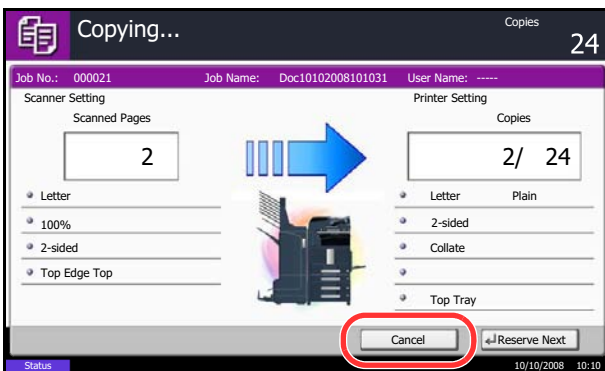 Copying...
Copies
24
Job No.: 000021 Job Name: Doc10102008101031 User Name: -----
Scanner Setting Printer Setting
Scanned Pages Copies
2 2/ 24
Letter Letter Plain
100% 2-sided
2-sided Collate
Top Edge Top
Top Tray
Cancel Reserve Next
Status 10/10/2008 10:10